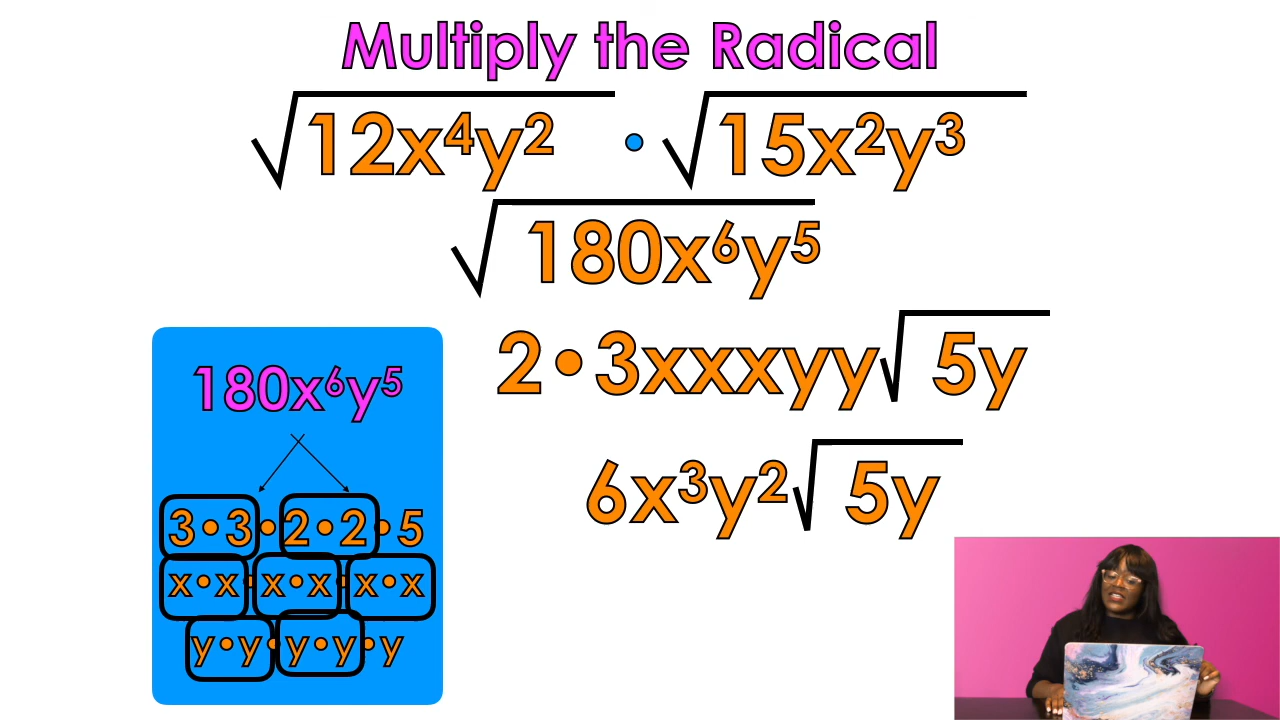 Multiply the Radical
√12x⁴y² • √15x²y³
√180x⁶y⁵
2•3xxxyy√5y
6x³y²√5y
180x⁶y⁵
3•3•2•2•5
x•x•x•x•x•x
y•y•y•y•y